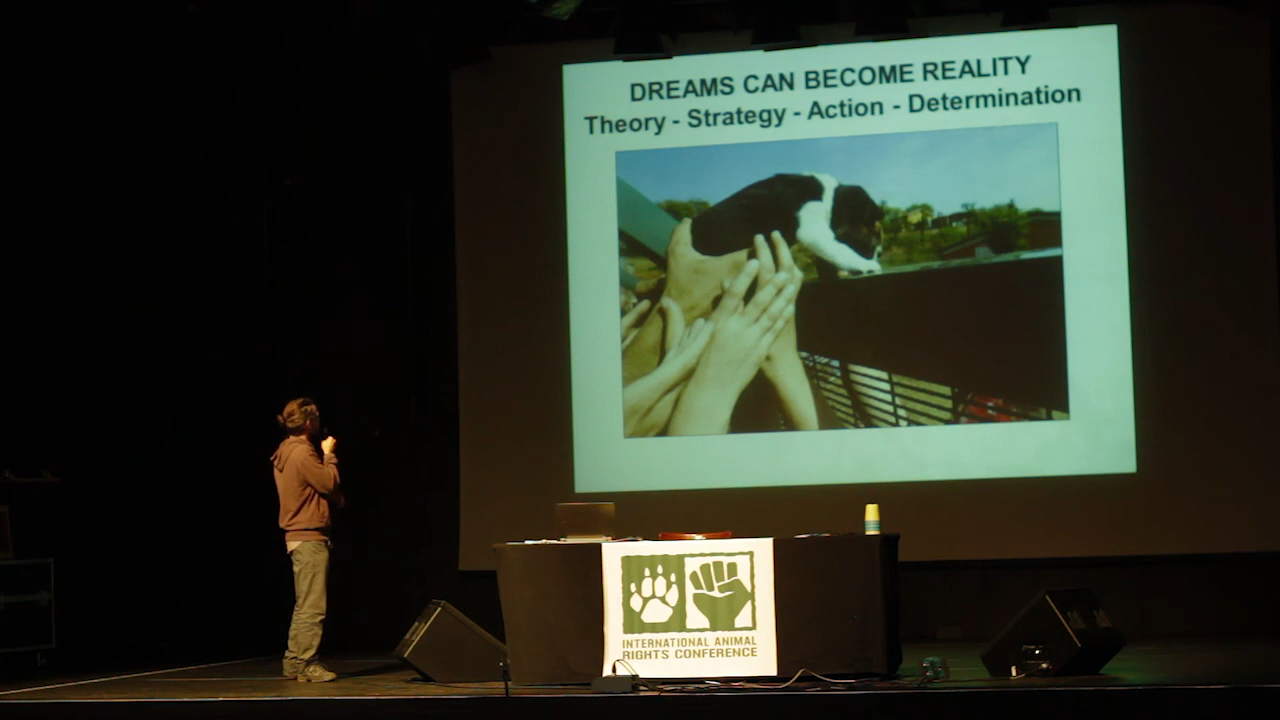 DREAMS CAN BECOME REALITY
Theory - Strategy - Action - Determination
INTERNATIONAL ANIMAL
RIGHTS CONFERENCE